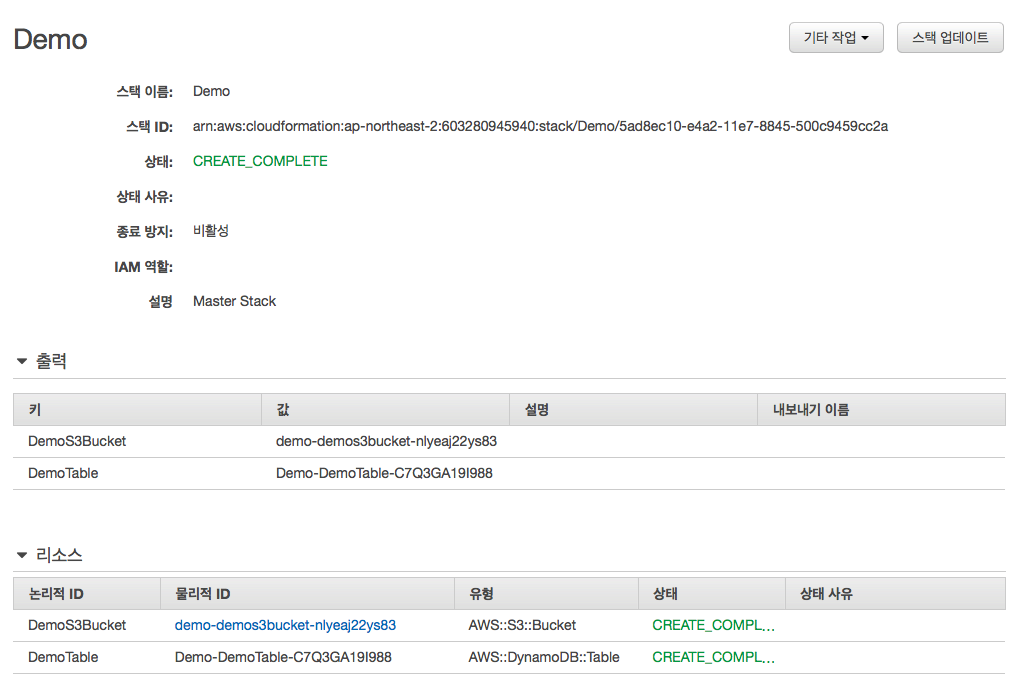 Demo
기타 작업
스택 업데이트
스택 이름: Demo
스택 ID: arn:aws:cloudformation:ap-northeast-2:603280945940:stack/Demo/5ad8ec10-e4a2-11e7-8845-500c9459cc2a
상태: CREATE_COMPLETE
상태 사유:
종료 방지: 비활성
IAM 역할:
설명 Master Stack
출력
키 값 설명 내보내기 이름
DemoS3Bucket demo-demos3bucket-nlyeaj22ys83
DemoTable Demo-DemoTable-C7Q3GA19I988
리소스
논리적 ID 물리적 ID 유형 상태 상태 사유
DemoS3Bucket demo-demos3bucket-nlyeaj22ys83 AWS::S3::Bucket CREATE_COMPL...
DemoTable Demo-DemoTable-C7Q3GA19I988 AWS::DynamoDB::Table CREATE_COMPL...